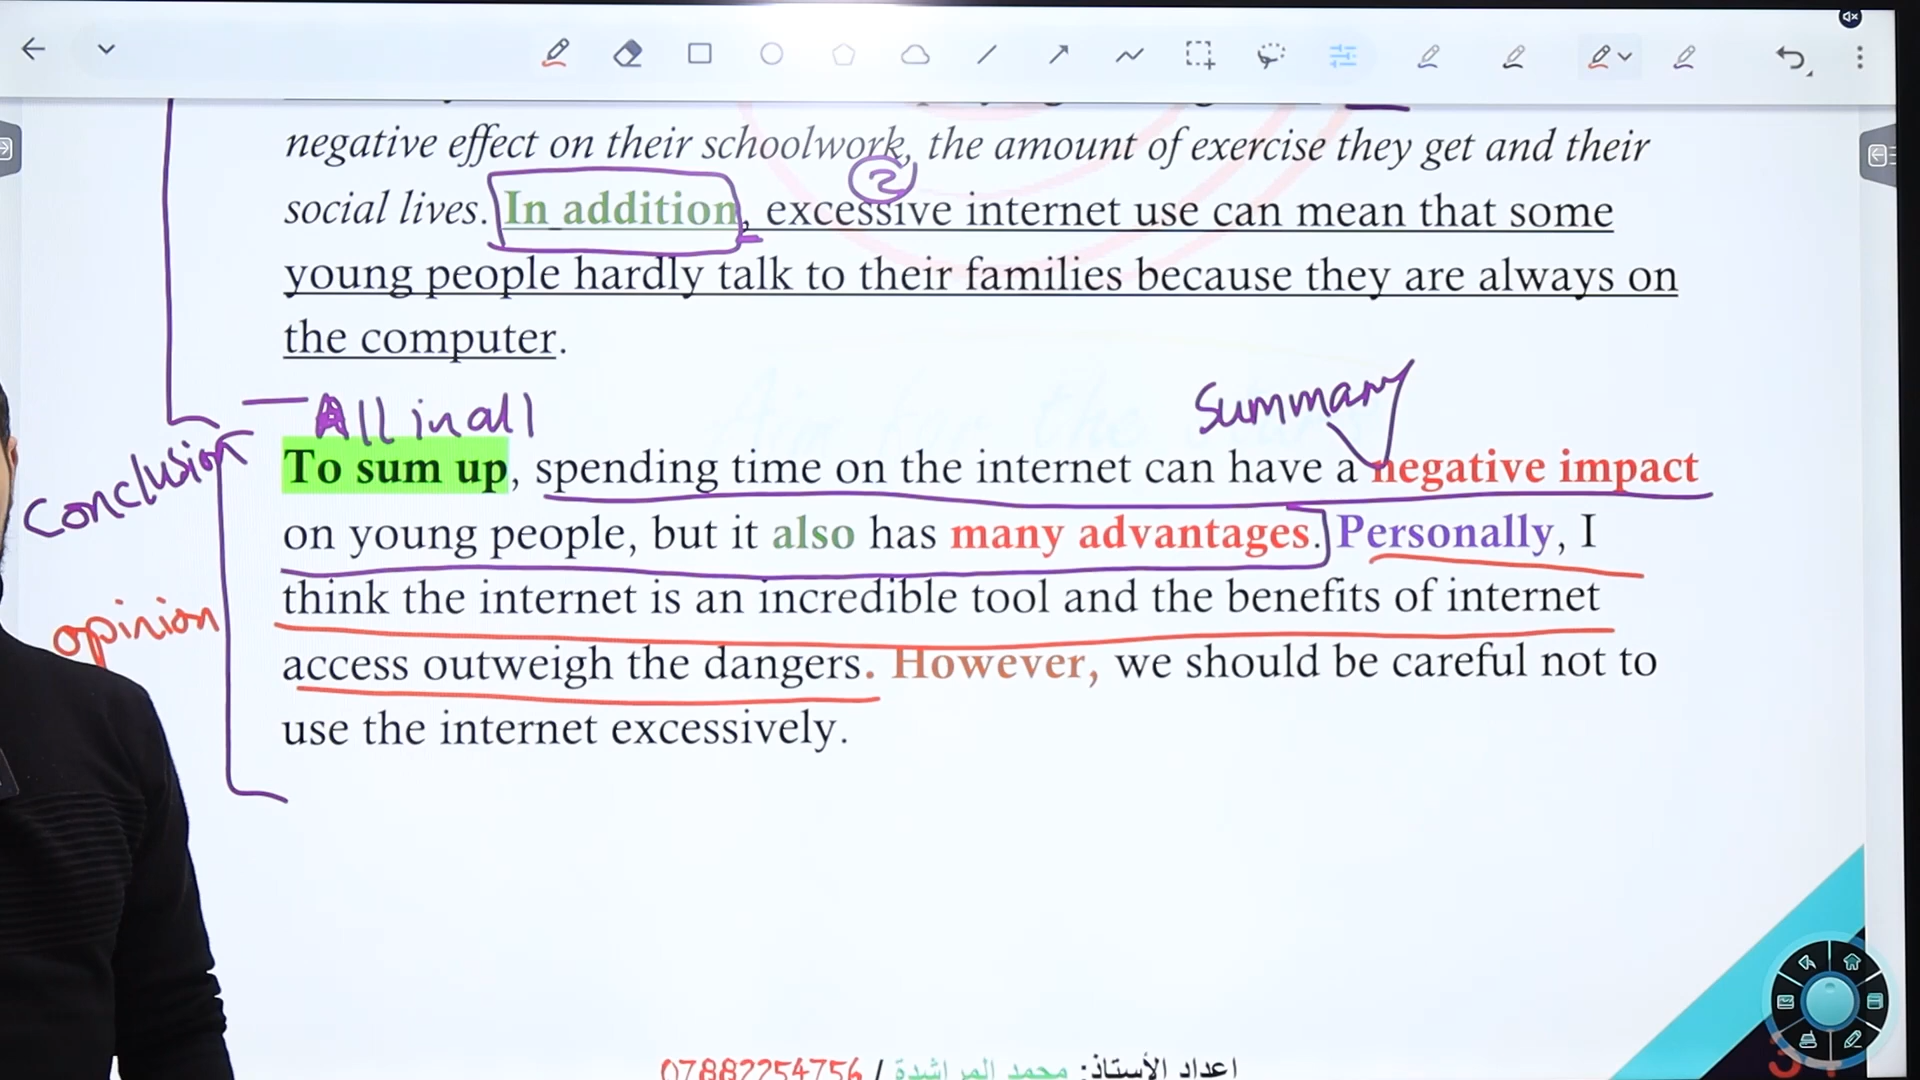 negative effect on their schoolwork, the amount of exercise they get and their
2
social lives. In addition, excessive internet use can mean that some
young people hardly talk to their families because they are always on
the computer.
All in all
Summary
Conclusion
To sum up, spending time on the internet can have a negative impact
on young people, but it also has many advantages. Personally, I
opinion
think the internet is an incredible tool and the benefits of internet
access outweigh the dangers. However, we should be careful not to
use the internet excessively.
اعداد الأستاذ: محمد المراشدة / 07882254756